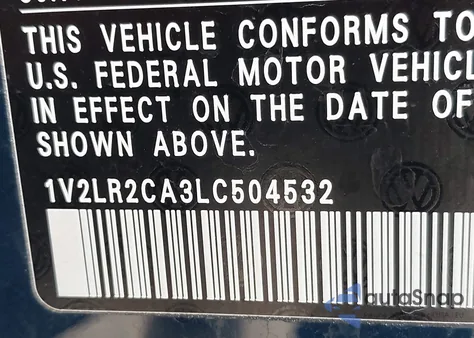 THIS VEHICLE CONFORMS TO
U.S. FEDERAL MOTOR VEHICL
IN EFFECT ON THE DATE OF
SHOWN ABOVE.
1V2LR2CA3LC504532
autoSnap